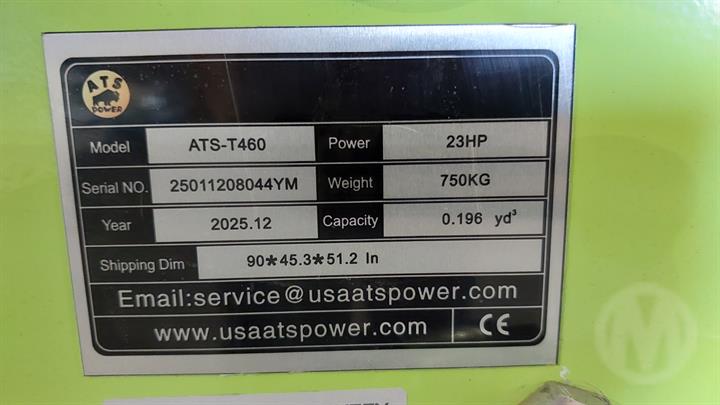 ATS
POWER
Model ATS-T460 Power 23HP
Serial NO. 25011208044YM Weight 750KG
Year 2025.12 Capacity 0.196 yd³
Shipping Dim 90*45.3*51.2 In
Email:service@usaatspower.com
www.usaatspower.com CE
M